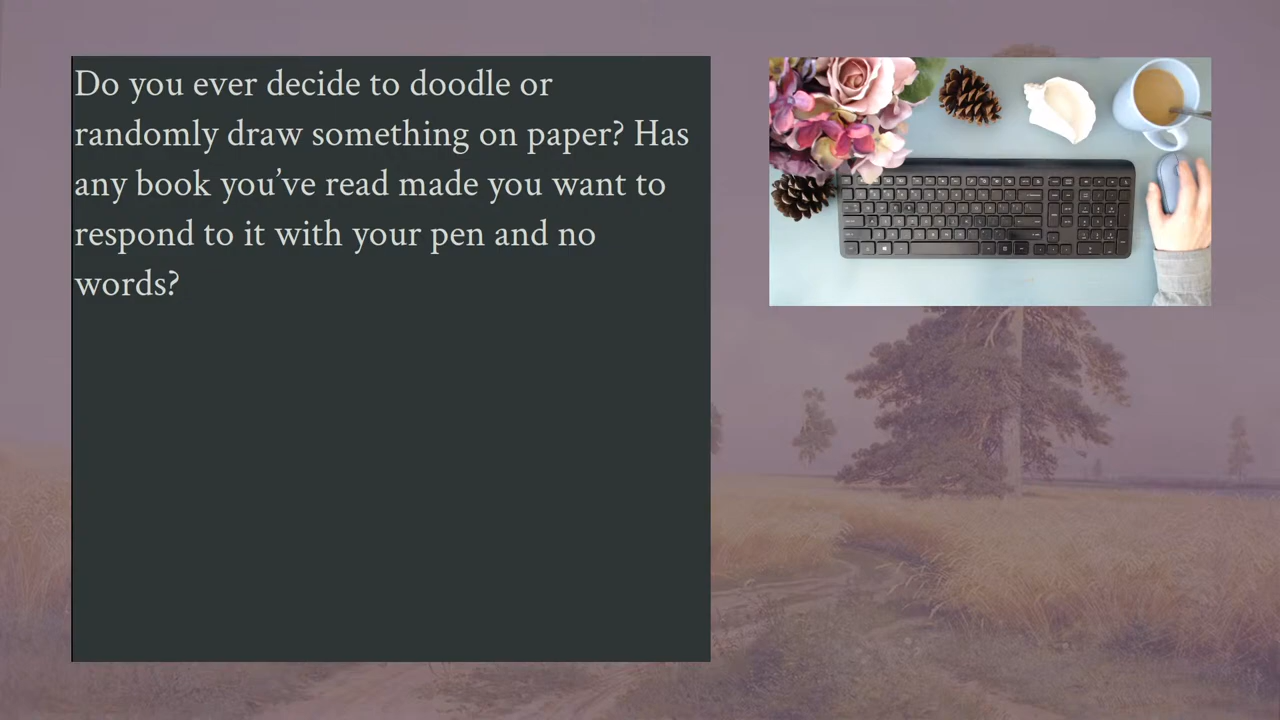 Do you ever decide to doodle or
randomly draw something on paper? Has
any book you’ve read made you want to
respond to it with your pen and no
words?